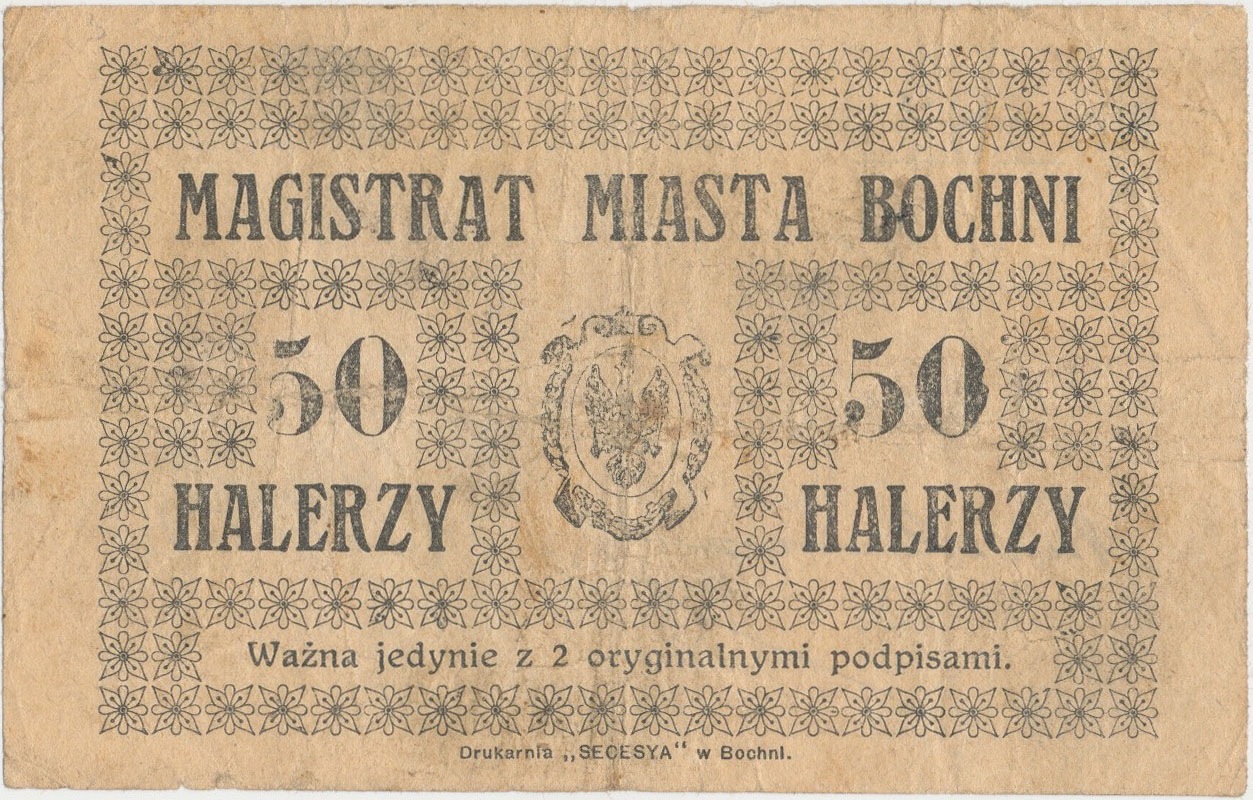 MAGISTRAT MIASTA BOCHNI
50 50
HALERZY HALERZY
Ważna jedynie z 2 oryginalnymi podpisami.
Drukarnia „SECESYA“ w Bochni.